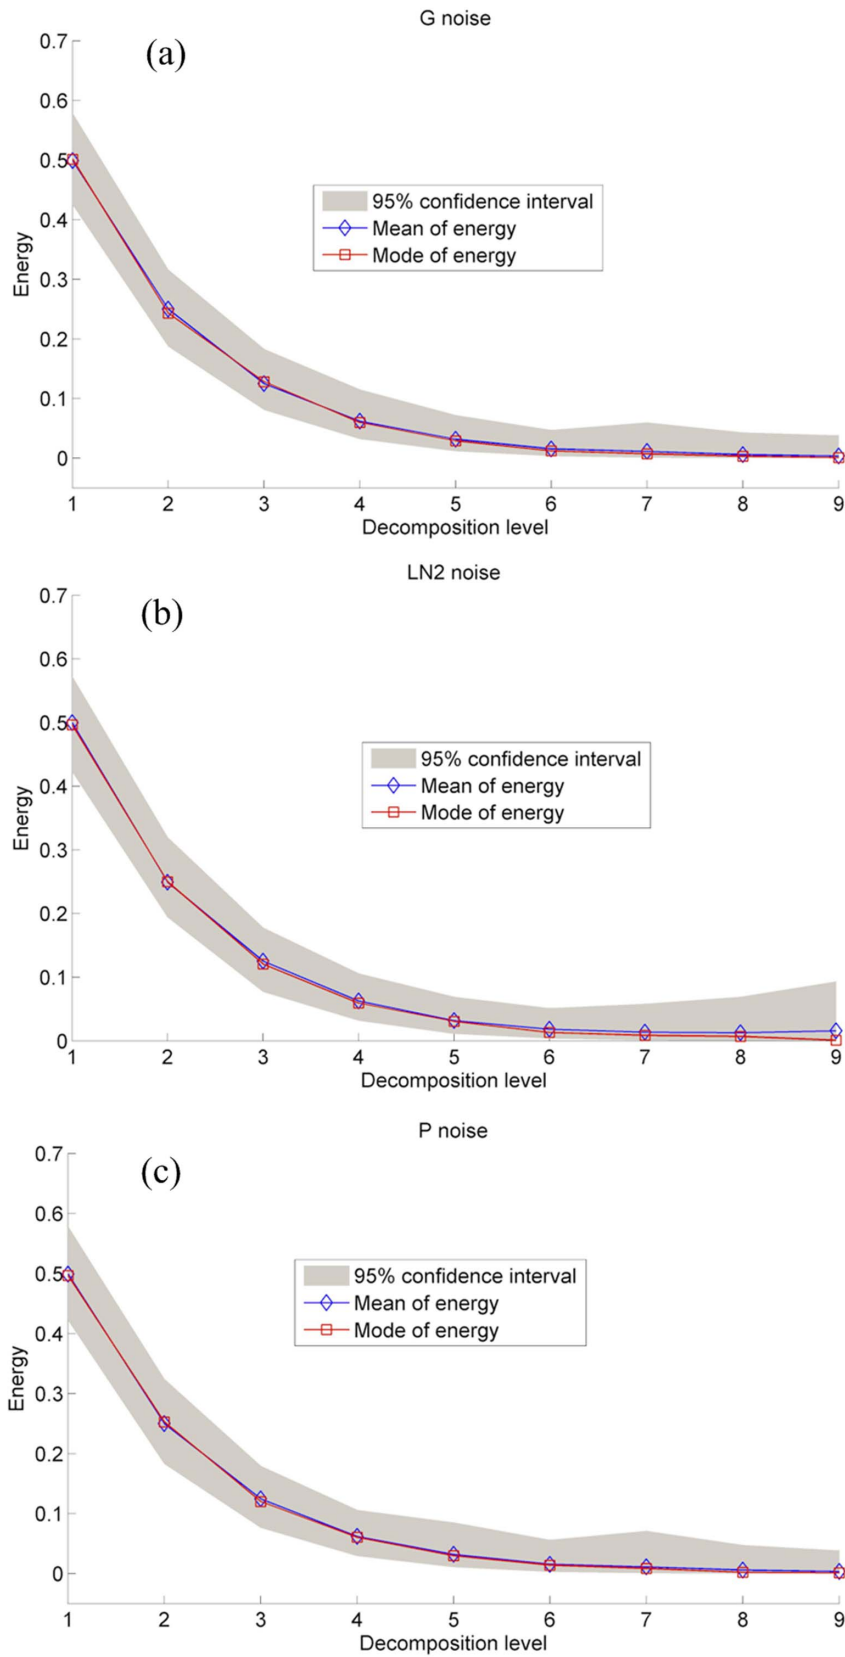 G noise
(a)
0.7
0.6
0.5
0.4
0.3
0.2
0.1
0
Energy
95% confidence interval
Mean of energy
Mode of energy
1 2 3 4 5 6 7 8 9
Decomposition level
LN2 noise
(b)
0.7
0.6
0.5
0.4
0.3
0.2
0.1
0
Energy
95% confidence interval
Mean of energy
Mode of energy
1 2 3 4 5 6 7 8 9
Decomposition level
P noise
(c)
0.7
0.6
0.5
0.4
0.3
0.2
0.1
0
Energy
95% confidence interval
Mean of energy
Mode of energy
1 2 3 4 5 6 7 8 9
Decomposition level